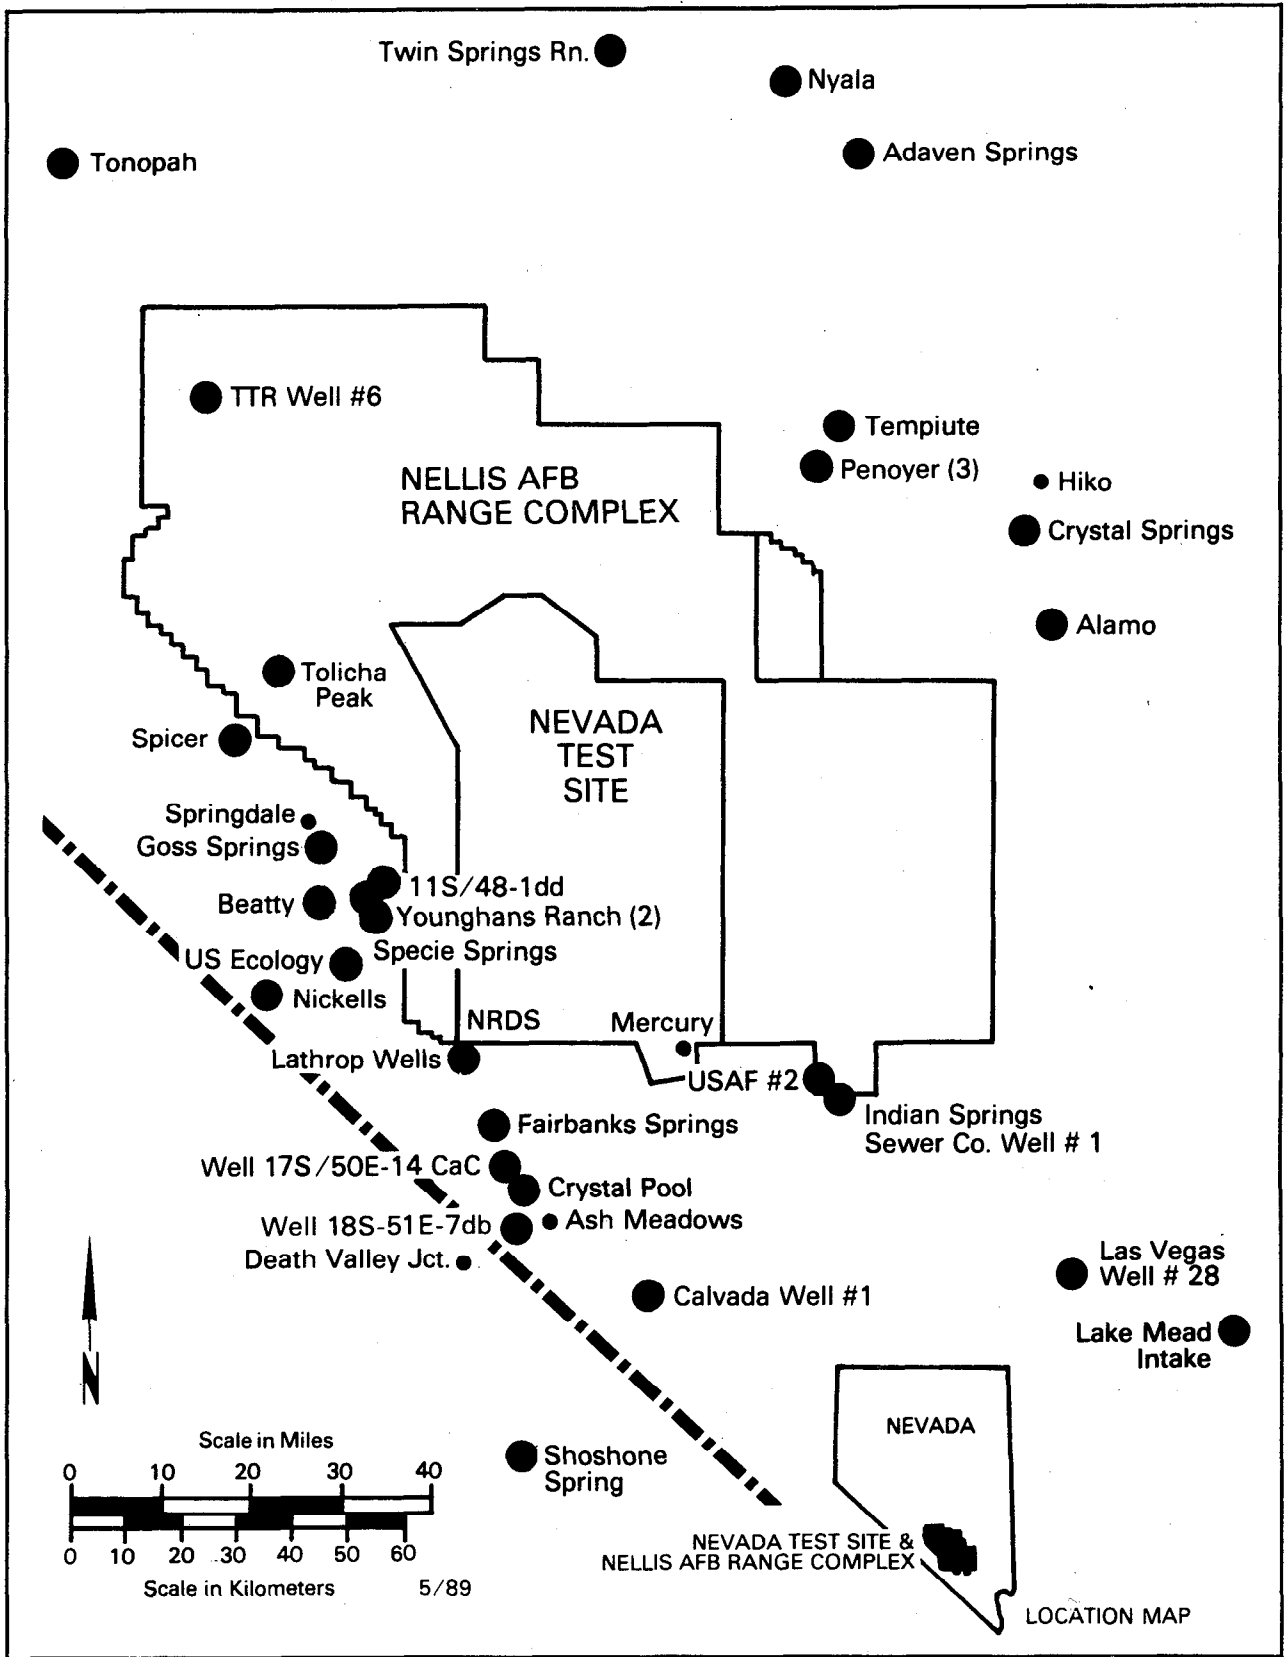 Twin Springs Rn.
Nyala
Tonopah
Adaven Springs
TTR Well #6
Tempiute
NELLIS AFB
RANGE COMPLEX
Penoyer (3)
Hiko
Crystal Springs
Alamo
Tolicha
Peak
NEVADA
TEST
SITE
Spicer
Springdale
Goss Springs
11S/48-1dd
Beatty
Younghans Ranch (2)
Specie Springs
US Ecology
Nickells
NRDS
Mercury
Lathrop Wells
USAF #2
Indian Springs
Sewer Co. Well # 1
Fairbanks Springs
Well 17S/50E-14 CaC
Crystal Pool
Well 18S-51E-7db
Ash Meadows
Death Valley Jct.
Las Vegas
Well # 28
Calvada Well #1
Lake Mead
Intake
NEVADA
Scale in Miles
Shoshone
Spring
0 10 20 30 40
NEVADA TEST SITE &
NELLIS AFB RANGE COMPLEX
0 10 20 30 40 50 60
Scale in Kilometers
5/89
LOCATION MAP
N